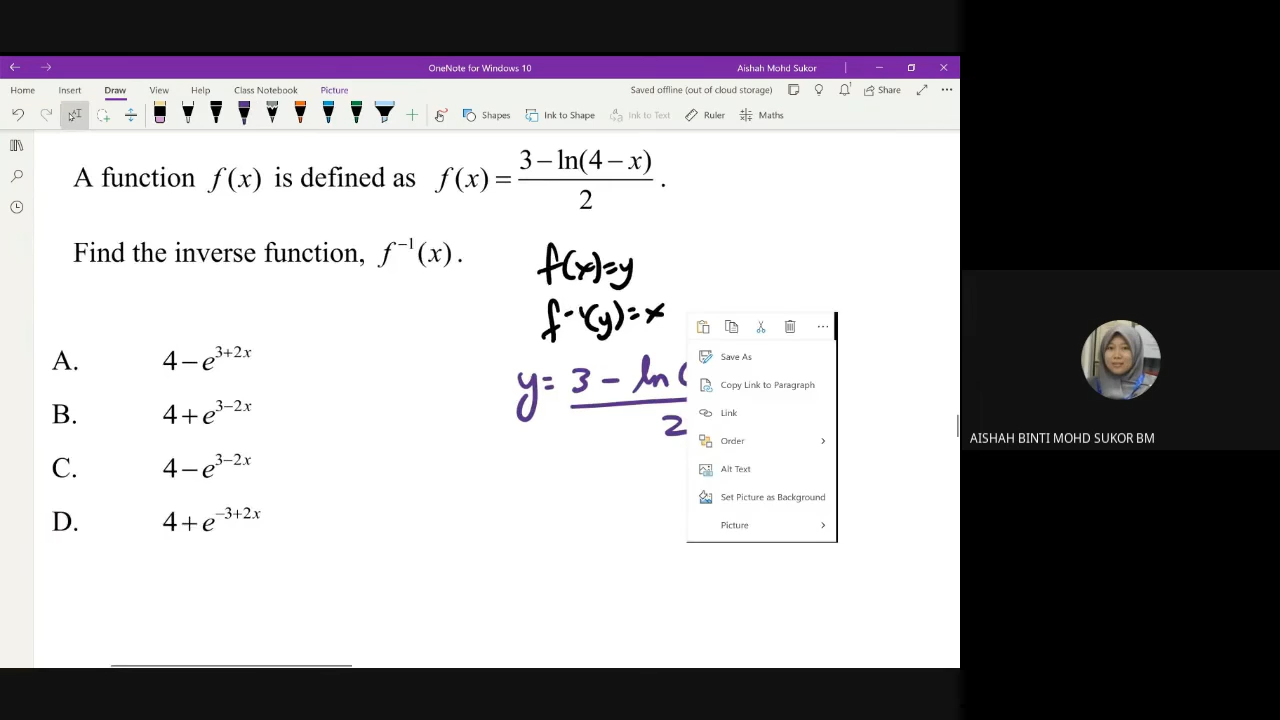 OneNote for Windows 10
Aishah Mohd Sukor
Home Insert Draw View Help Class Notebook Picture
Saved offline (out of cloud storage)
Share
Shapes Ink to Shape Ink to Text Ruler Maths
A function f(x) is defined as f(x) = (3 − ln(4 − x))/2 .
Find the inverse function, f⁻¹(x).
f(x)=y
f⁻¹(y)=x
A. 4 − e^(3+2x)
B. 4 + e^(3−2x)
C. 4 − e^(3−2x)
D. 4 + e^(−3+2x)
y = 3 − ln (
2
Save As
Copy Link to Paragraph
Link
Order
Alt Text
Set Picture as Background
Picture
AISHAH BINTI MOHD SUKOR BM